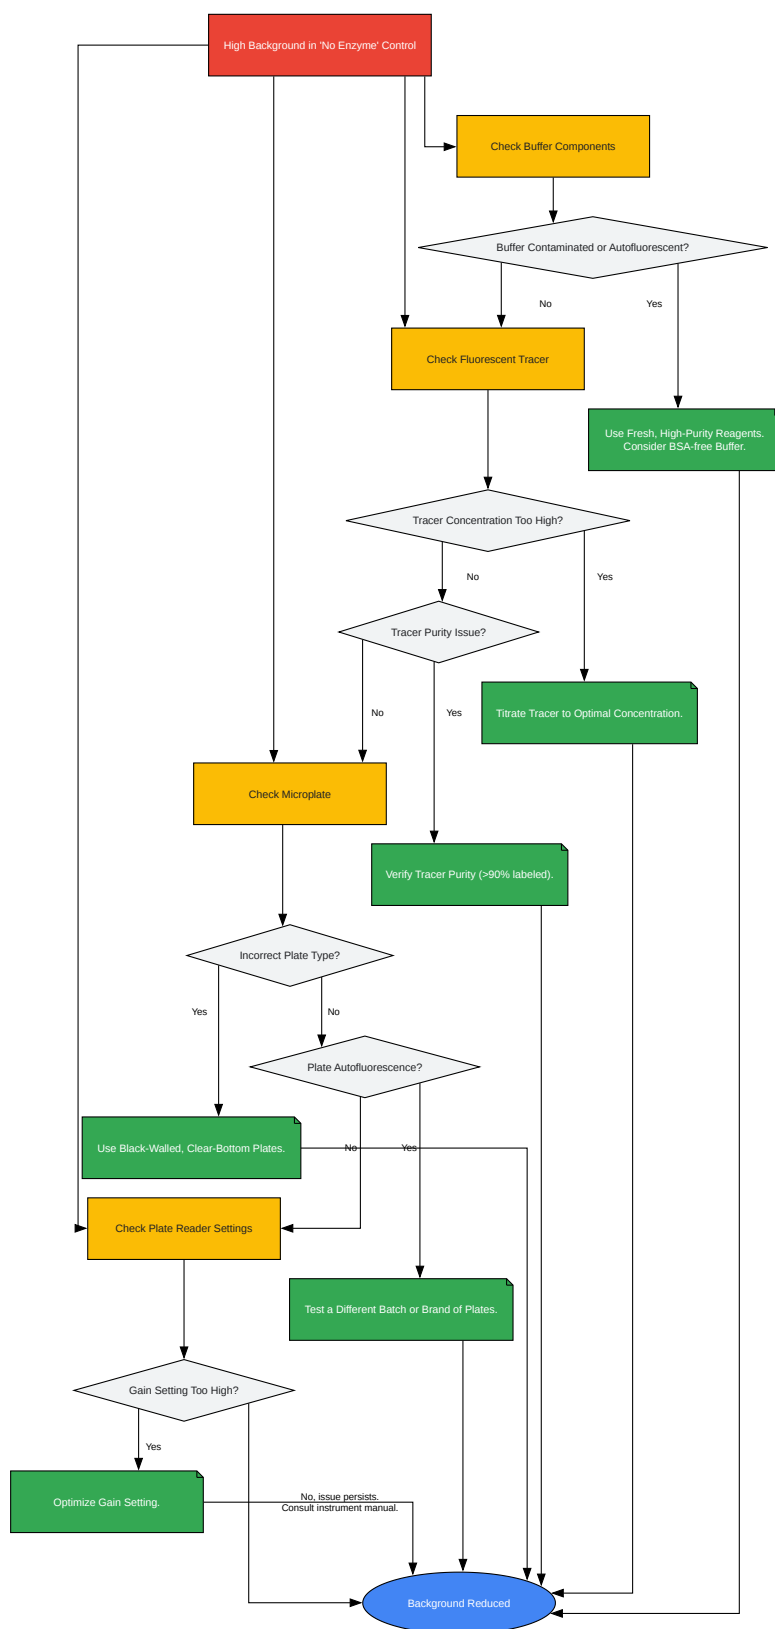 High Background in 'No Enzyme' Control
Check Buffer Components
Buffer Contaminated or Autofluorescent?
No
Yes
Check Fluorescent Tracer
Use Fresh, High-Purity Reagents.
Consider BSA-free Buffer.
Tracer Concentration Too High?
No
Yes
Tracer Purity Issue?
No
Yes
Titrate Tracer to Optimal Concentration.
Check Microplate
Verify Tracer Purity (>90% labeled).
Incorrect Plate Type?
Yes
No
Plate Autofluorescence?
Use Black-Walled, Clear-Bottom Plates.
No
Yes
Check Plate Reader Settings
Test a Different Batch or Brand of Plates.
Gain Setting Too High?
Yes
Optimize Gain Setting.
No, issue persists.
Consult instrument manual.
Background Reduced